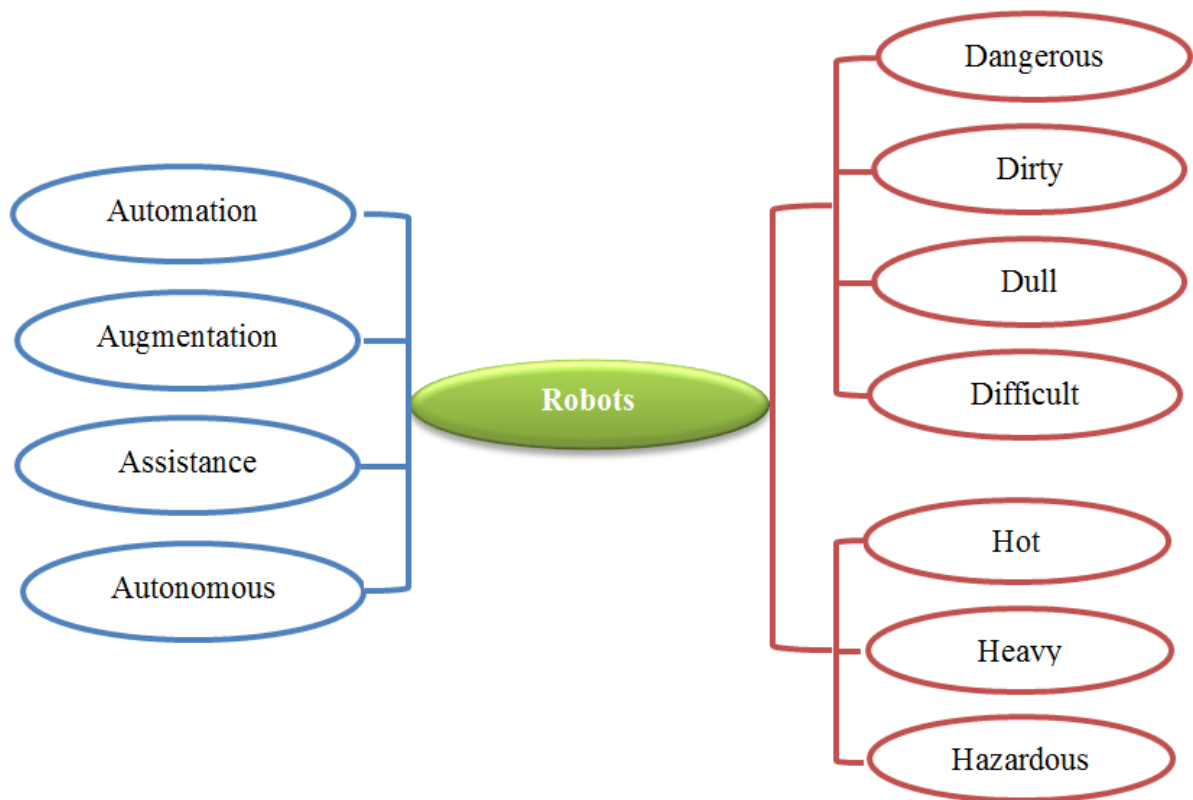 Automation
Augmentation
Assistance
Autonomous
Robots
Dangerous
Dirty
Dull
Difficult
Hot
Heavy
Hazardous